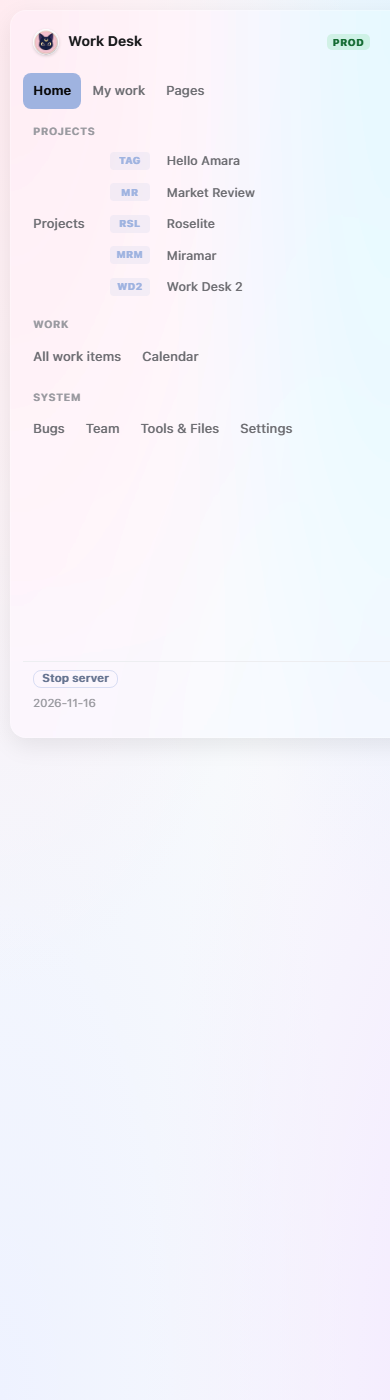 Work Desk PROD
Home My work Pages
PROJECTS
TAG Hello Amara
MR Market Review
Projects RSL Roselite
MRM Miramar
WD2 Work Desk 2
WORK
All work items Calendar
SYSTEM
Bugs Team Tools & Files Settings
Stop server
2026-11-16